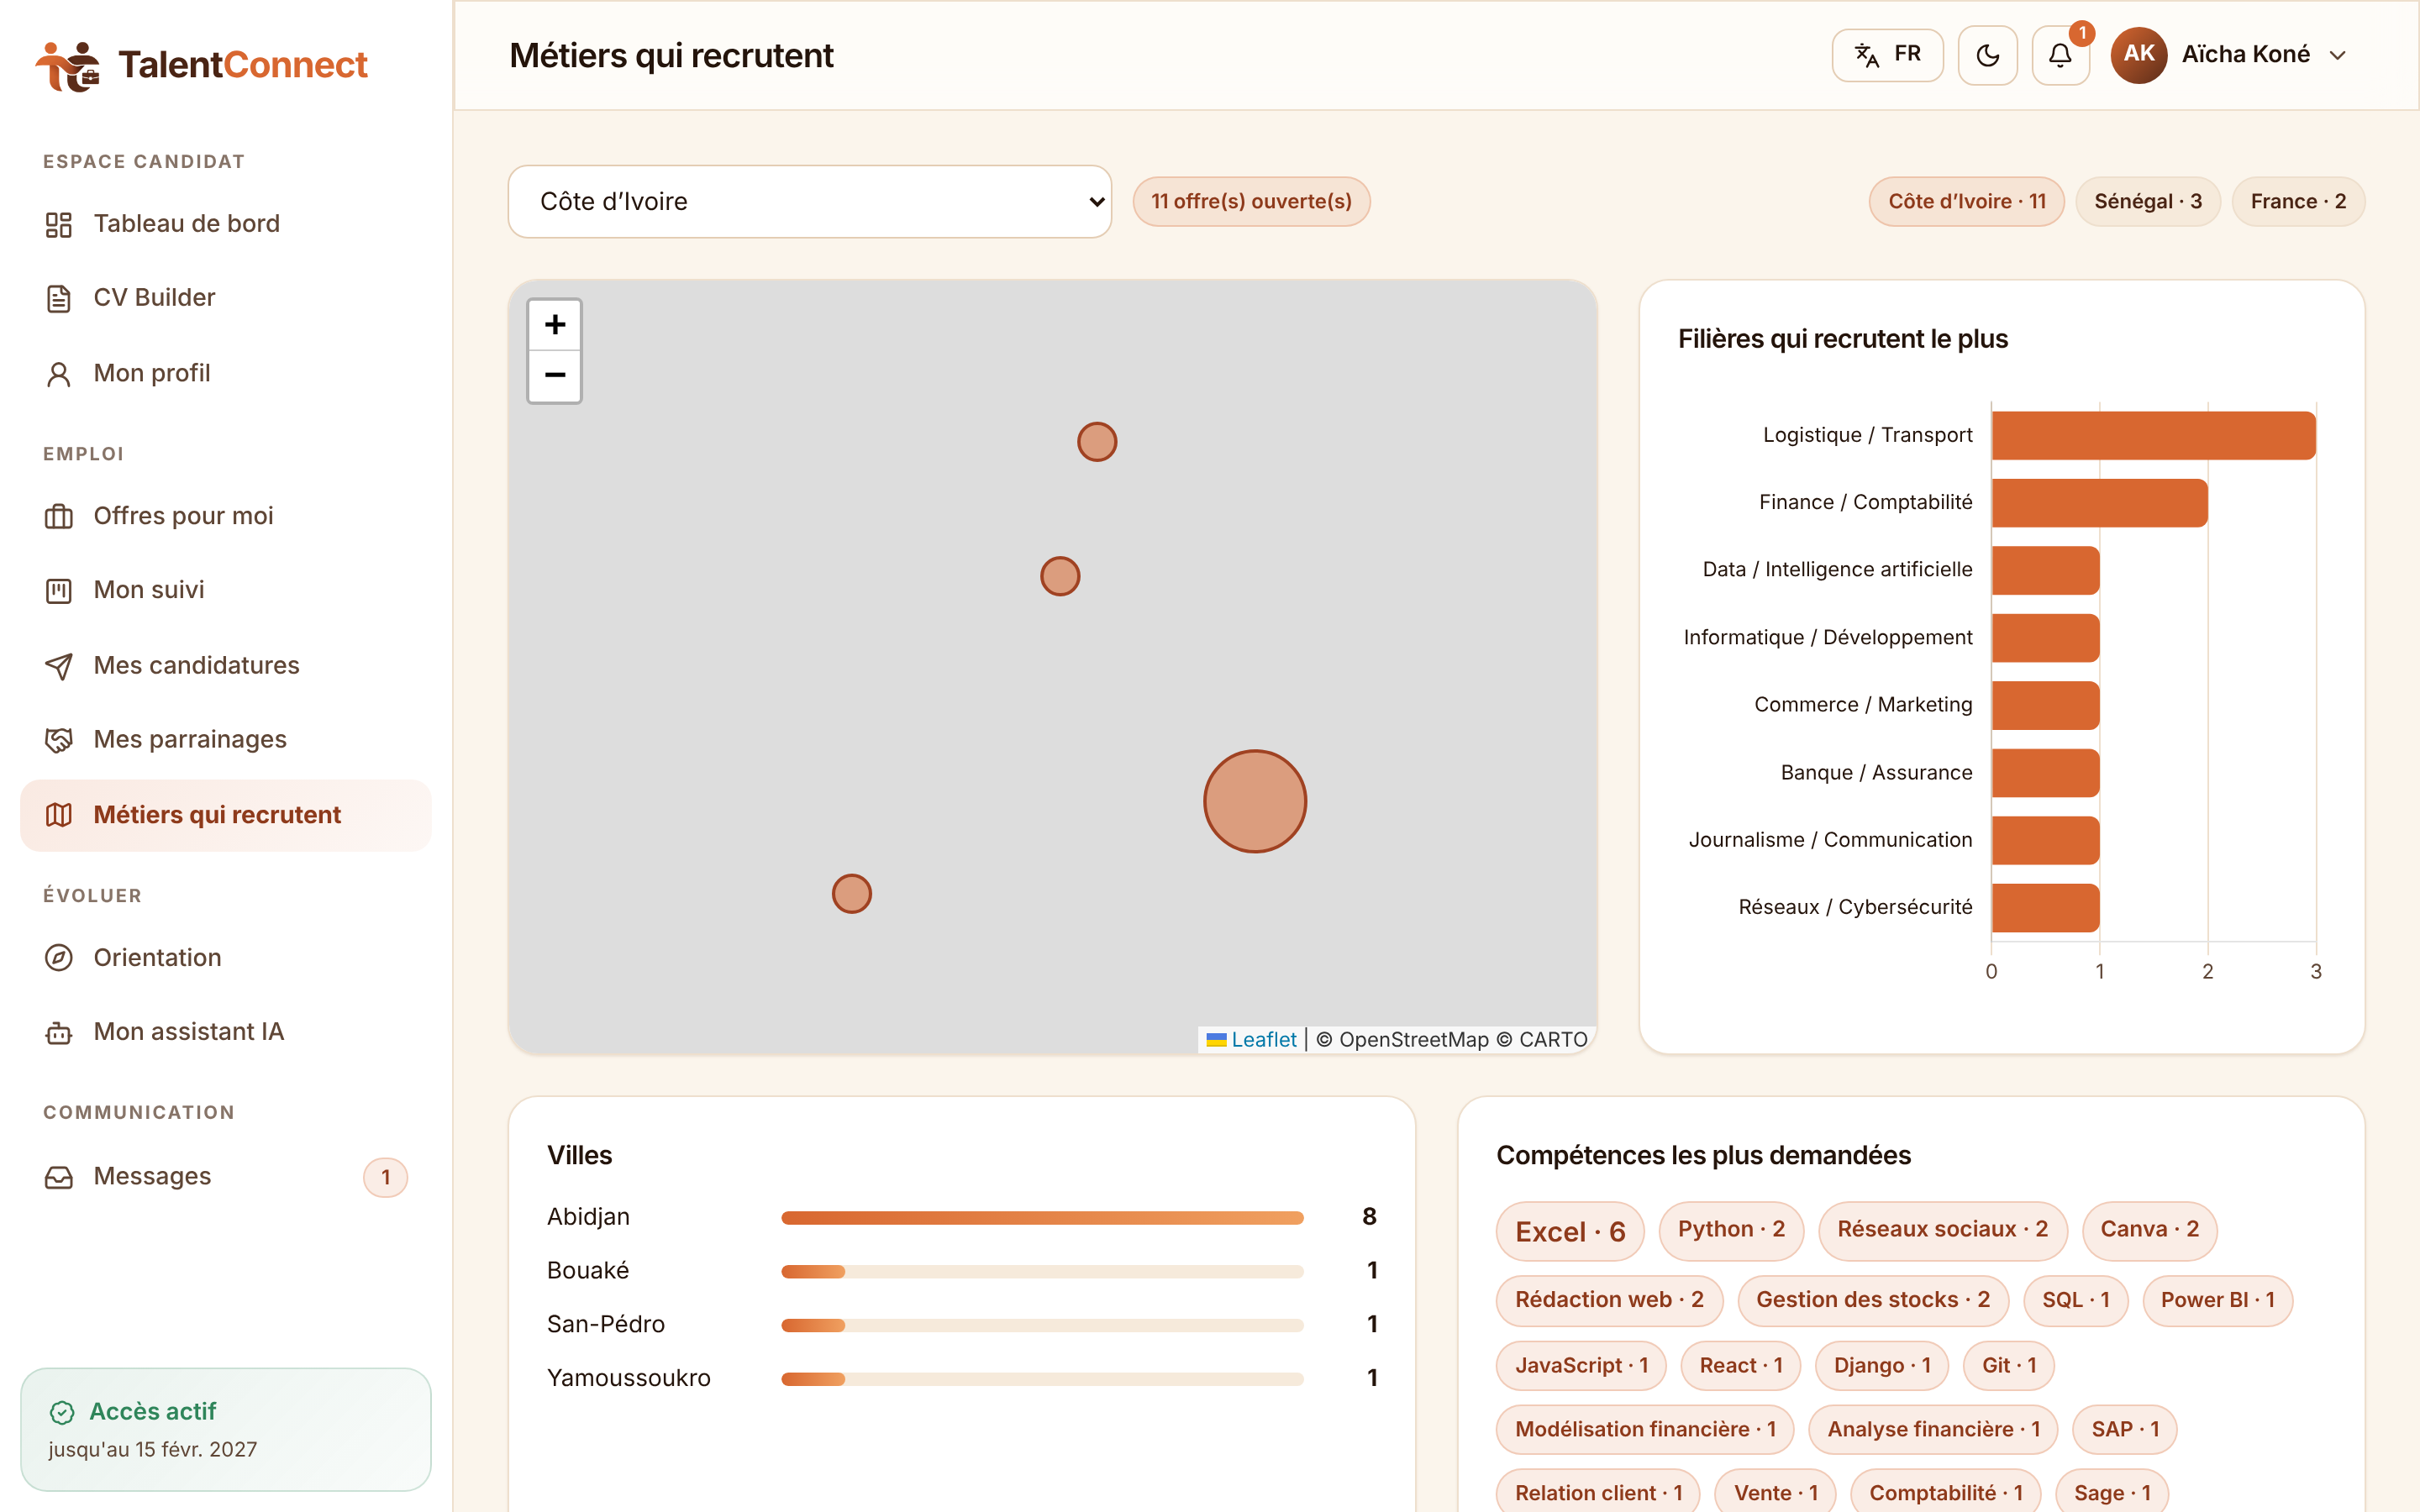 TalentConnect
ESPACE CANDIDAT
Tableau de bord
CV Builder
Mon profil
EMPLOI
Offres pour moi
Mon suivi
Mes candidatures
Mes parrainages
Métiers qui recrutent
ÉVOLUER
Orientation
Mon assistant IA
COMMUNICATION
Messages 1
Accès actif
jusqu'au 15 févr. 2027
Métiers qui recrutent
FR
1
AK Aïcha Koné
Côte d’Ivoire
11 offre(s) ouverte(s)
Côte d’Ivoire · 11
Sénégal · 3
France · 2
+
−
Leaflet | © OpenStreetMap © CARTO
Filières qui recrutent le plus
Logistique / Transport
Finance / Comptabilité
Data / Intelligence artificielle
Informatique / Développement
Commerce / Marketing
Banque / Assurance
Journalisme / Communication
Réseaux / Cybersécurité
0 1 2 3
Villes
Abidjan 8
Bouaké 1
San-Pédro 1
Yamoussoukro 1
Compétences les plus demandées
Excel · 6 Python · 2 Réseaux sociaux · 2 Canva · 2
Rédaction web · 2 Gestion des stocks · 2 SQL · 1 Power BI · 1
JavaScript · 1 React · 1 Django · 1 Git · 1
Modélisation financière · 1 Analyse financière · 1 SAP · 1
Relation client · 1 Vente · 1 Comptabilité · 1 Sage · 1